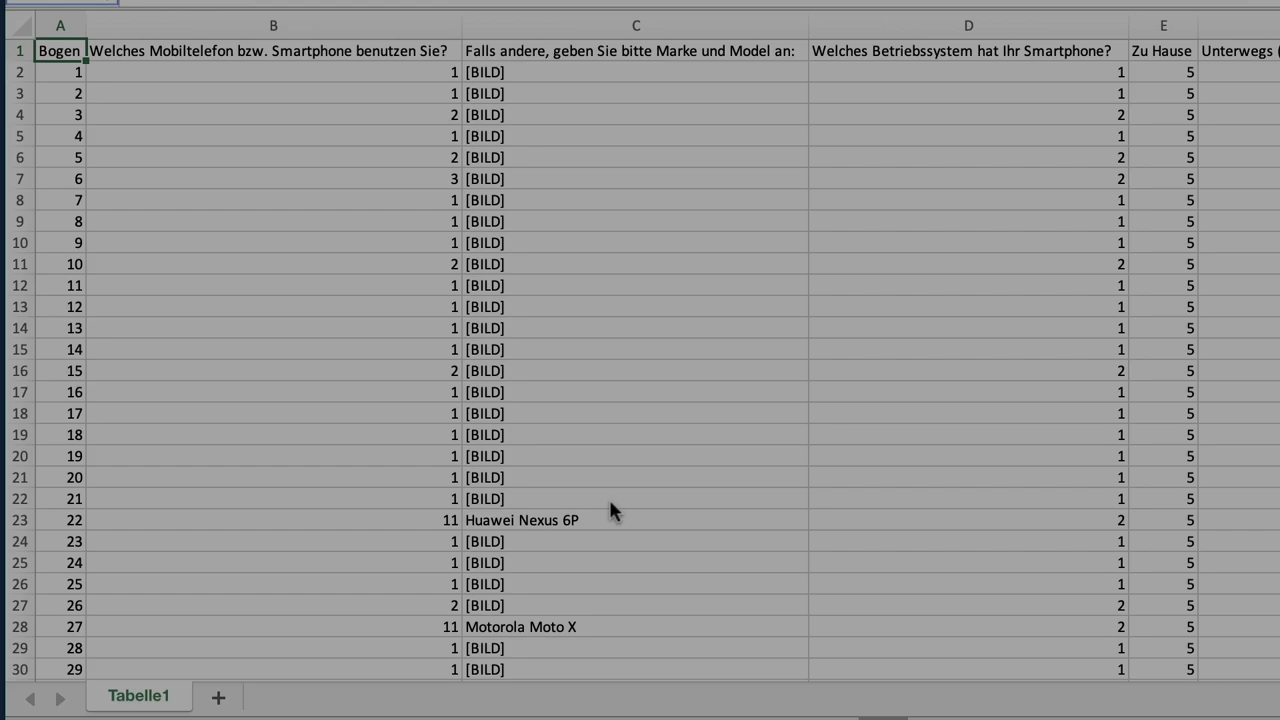 A B C D E
1 Bogen Welches Mobiltelefon bzw. Smartphone benutzen Sie? Falls andere, geben Sie bitte Marke und Model an: Welches Betriebssystem hat Ihr Smartphone? Zu Hause Unterwegs (
2 1 1 [BILD] 1 5
3 2 1 [BILD] 1 5
4 3 2 [BILD] 2 5
5 4 1 [BILD] 1 5
6 5 2 [BILD] 2 5
7 6 3 [BILD] 2 5
8 7 1 [BILD] 1 5
9 8 1 [BILD] 1 5
10 9 1 [BILD] 1 5
11 10 2 [BILD] 2 5
12 11 1 [BILD] 1 5
13 12 1 [BILD] 1 5
14 13 1 [BILD] 1 5
15 14 1 [BILD] 1 5
16 15 2 [BILD] 2 5
17 16 1 [BILD] 1 5
18 17 1 [BILD] 1 5
19 18 1 [BILD] 1 5
20 19 1 [BILD] 1 5
21 20 1 [BILD] 1 5
22 21 1 [BILD] 1 5
23 22 11 Huawei Nexus 6P 2 5
24 23 1 [BILD] 1 5
25 24 1 [BILD] 1 5
26 25 1 [BILD] 1 5
27 26 2 [BILD] 2 5
28 27 11 Motorola Moto X 2 5
29 28 1 [BILD] 1 5
30 29 1 [BILD] 1 5
Tabelle1 +